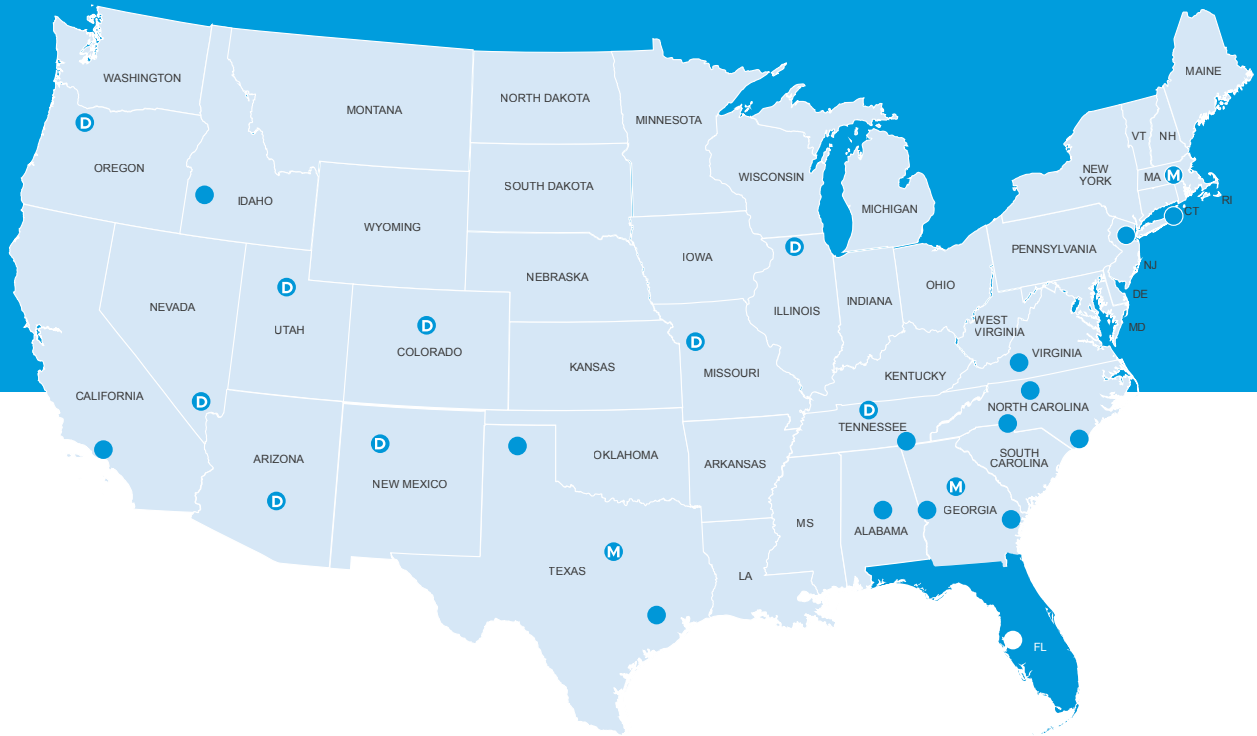 WASHINGTON
MAINE
MONTANA
NORTH DAKOTA
MINNESOTA
D
VT
NH
OREGON
WISCONSIN
NEW
YORK
MA
M
SOUTH DAKOTA
IDAHO
MICHIGAN
RI
CT
WYOMING
D
PENNSYLVANIA
IOWA
NJ
NEBRASKA
OHIO
D
DE
NEVADA
INDIANA
ILLINOIS
UTAH
D
WEST
VIRGINIA
MD
COLORADO
D
VIRGINIA
KANSAS
MISSOURI
KENTUCKY
CALIFORNIA
D
D
NORTH CAROLINA
TENNESSEE
D
ARIZONA
OKLAHOMA
ARKANSAS
SOUTH
CAROLINA
NEW MEXICO
D
M
GEORGIA
MS
ALABAMA
M
TEXAS
LA
FL